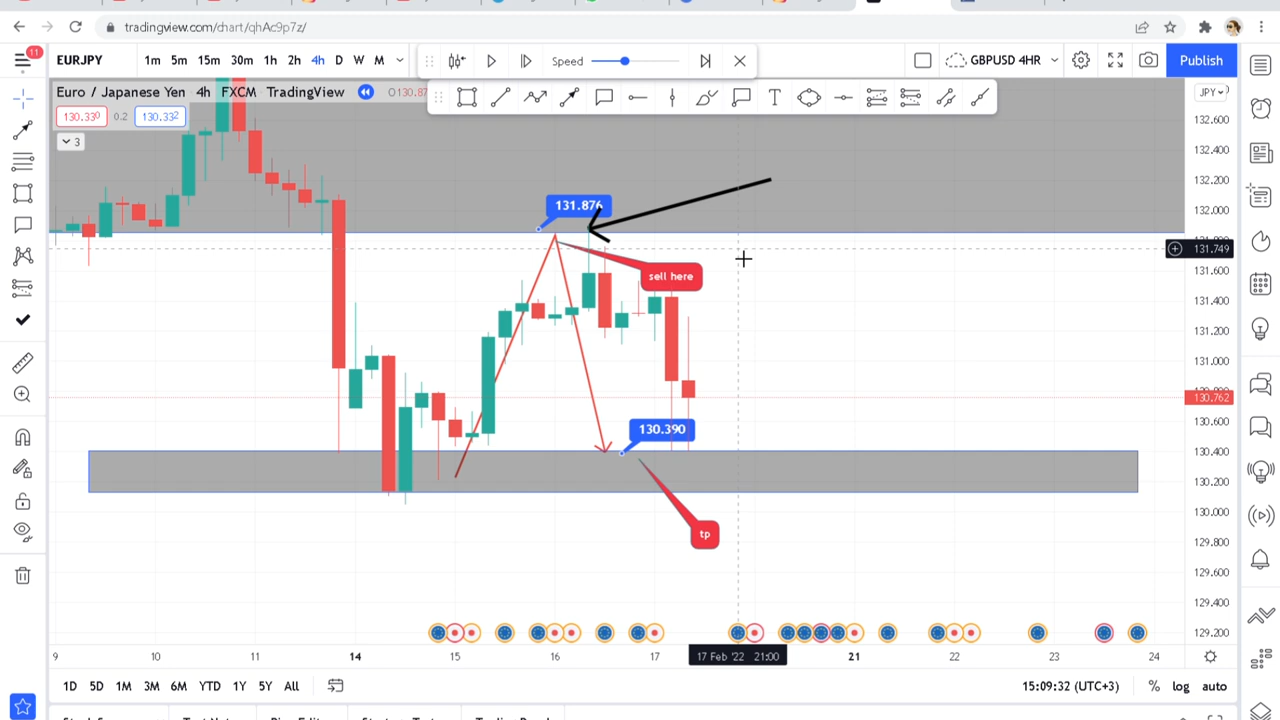 tradingview.com/chart/qhAc9p7z/
11
EURJPY
1m 5m 15m 30m 1h 2h 4h D W M
Speed
GBPUSD 4HR
Publish
Euro / Japanese Yen 4h FXCM TradingView
O130.87
JPY
130.330 0.2 130.332
3
132.600
132.400
132.200
132.000
131.876
131.749
sell here
131.600
131.400
131.200
131.000
130.762
130.600
130.390
130.400
130.200
tp
130.000
129.800
129.600
129.400
129.200
9 10 11 14 15 16 17 17 Feb '22 21:00 21 22 23 24
1D 5D 1M 3M 6M YTD 1Y 5Y All
15:09:32 (UTC+3) % log auto